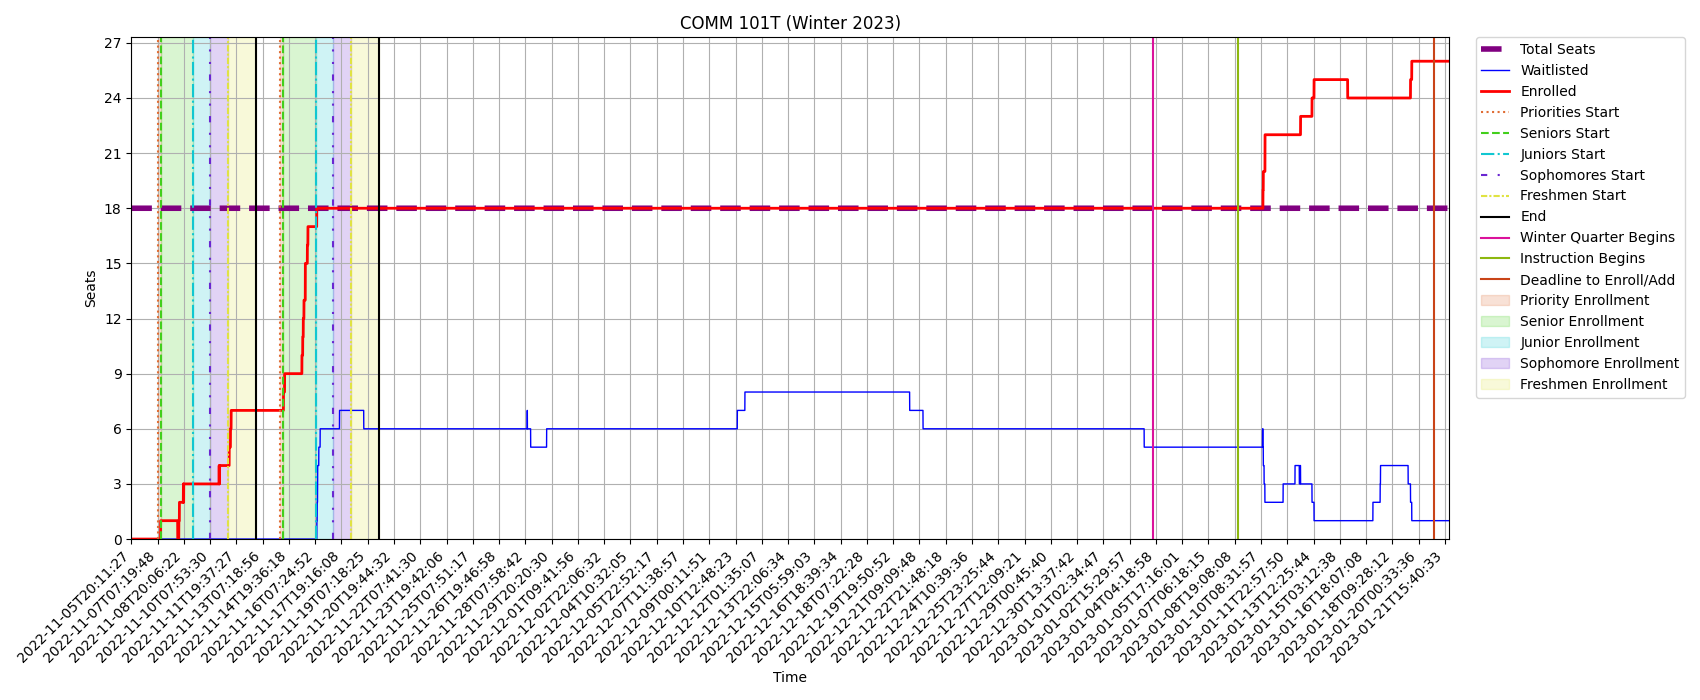 COMM 101T (Winter 2023)
Seats
27
24
21
18
15
12
9
6
3
0
2022-11-05T20:11:27
2022-11-07T07:19:48
2022-11-08T20:06:22
2022-11-10T07:53:30
2022-11-11T19:37:27
2022-11-13T07:18:56
2022-11-14T19:36:18
2022-11-16T07:24:52
2022-11-17T19:16:08
2022-11-19T07:18:25
2022-11-20T19:44:32
2022-11-22T07:41:30
2022-11-23T19:42:06
2022-11-25T07:51:17
2022-11-26T19:46:58
2022-11-28T07:58:42
2022-11-29T20:20:30
2022-12-01T09:41:56
2022-12-02T22:06:32
2022-12-04T10:32:05
2022-12-05T22:52:17
2022-12-07T11:38:57
2022-12-09T00:11:51
2022-12-10T12:48:23
2022-12-12T01:35:07
2022-12-13T22:06:34
2022-12-15T05:59:03
2022-12-16T18:39:34
2022-12-18T07:22:28
2022-12-19T19:50:52
2022-12-21T09:09:48
2022-12-22T21:48:19
2022-12-24T10:39:36
2022-12-25T23:25:44
2022-12-27T12:09:21
2022-12-29T00:45:40
2022-12-30T13:37:42
2023-01-01T02:34:47
2023-01-02T15:29:57
2023-01-04T04:18:58
2023-01-05T17:16:01
2023-01-07T06:18:15
2023-01-08T19:08:08
2023-01-10T08:31:57
2023-01-11T22:57:50
2023-01-13T12:25:44
2023-01-15T03:12:38
2023-01-16T18:07:08
2023-01-18T09:28:12
2023-01-20T00:33:36
2023-01-21T15:40:33
Time
Total Seats
Waitlisted
Enrolled
Priorities Start
Seniors Start
Juniors Start
Sophomores Start
Freshmen Start
End
Winter Quarter Begins
Instruction Begins
Deadline to Enroll/Add
Priority Enrollment
Senior Enrollment
Junior Enrollment
Sophomore Enrollment
Freshmen Enrollment